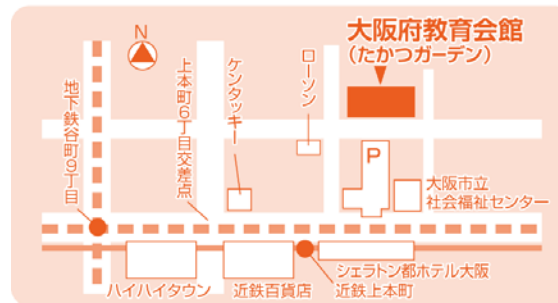 大阪府教育会館
(たかつガーデン)
N
地下鉄谷町9丁目
上本町6丁目交差点
ケンタッキー
ローソン
P
大阪市立
社会福祉センター
ハイハイタウン
近鉄百貨店
シェラトン都ホテル大阪
近鉄上本町